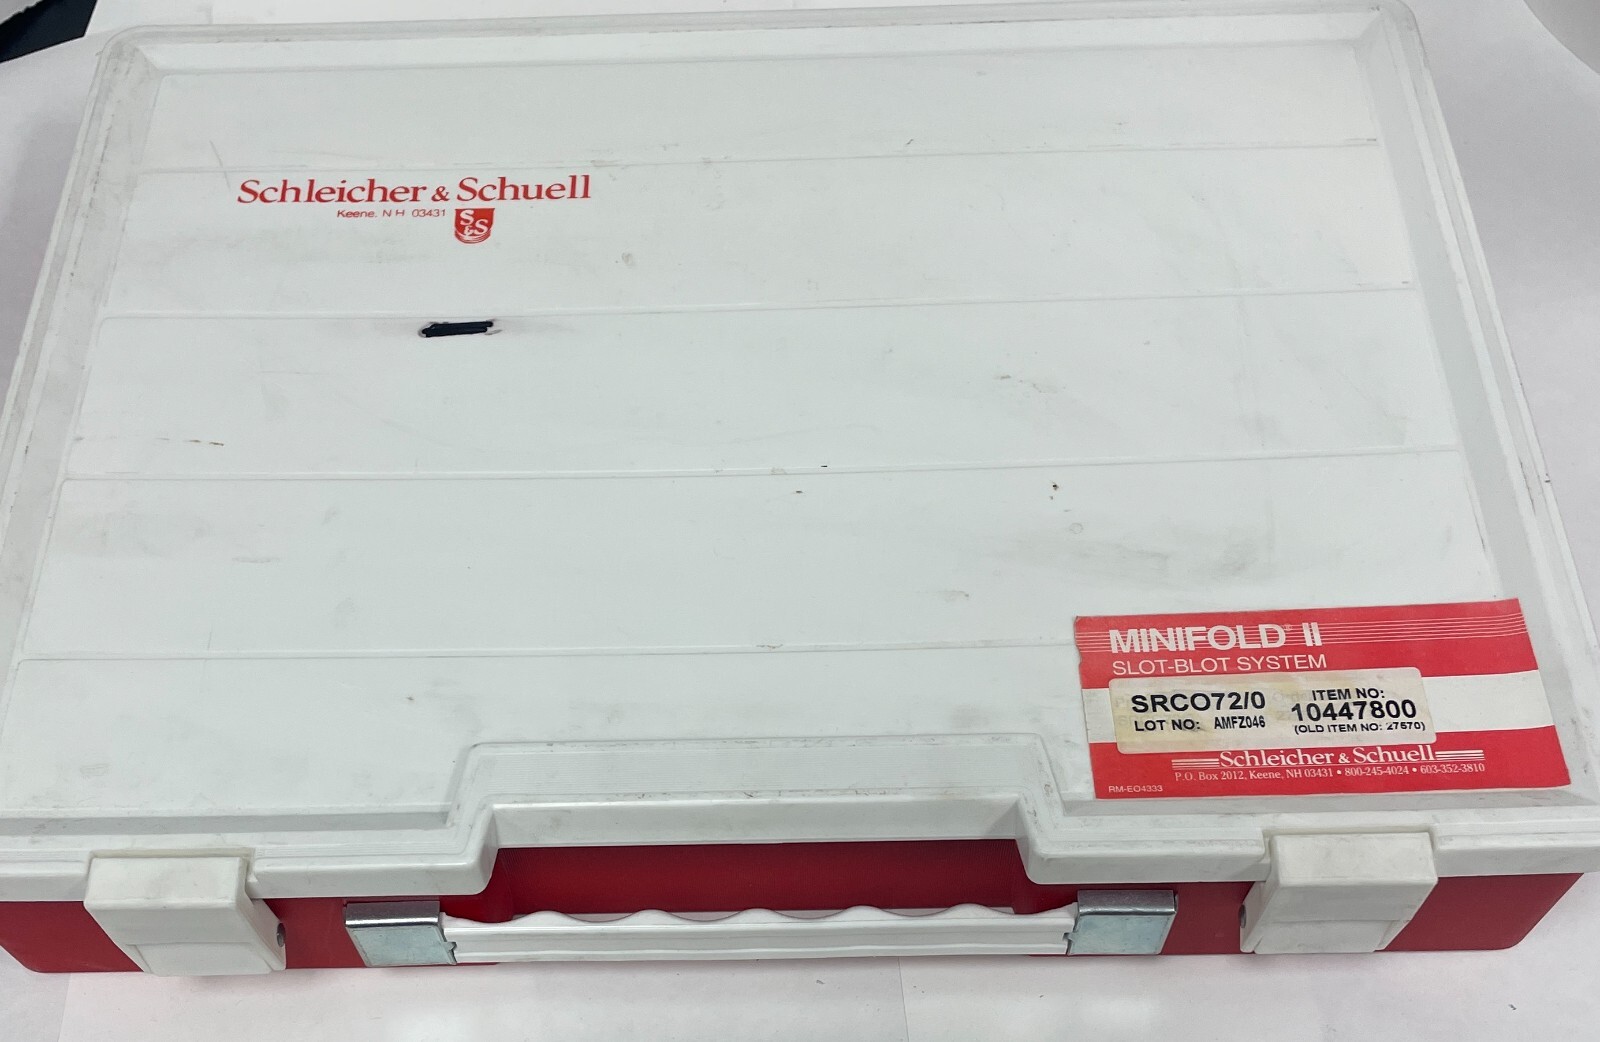 Schleicher & Schuell
Keene, NH 03431
S&S
MINIFOLD® II
SLOT-BLOT SYSTEM
SRCO72/0
LOT NO: AMFZ046
ITEM NO:
10447800
(OLD ITEM NO: 27570)
Schleicher & Schuell
P.O. Box 2012, Keene, NH 03431 • 800-245-4024 • 603-352-3810
RM-EO4333